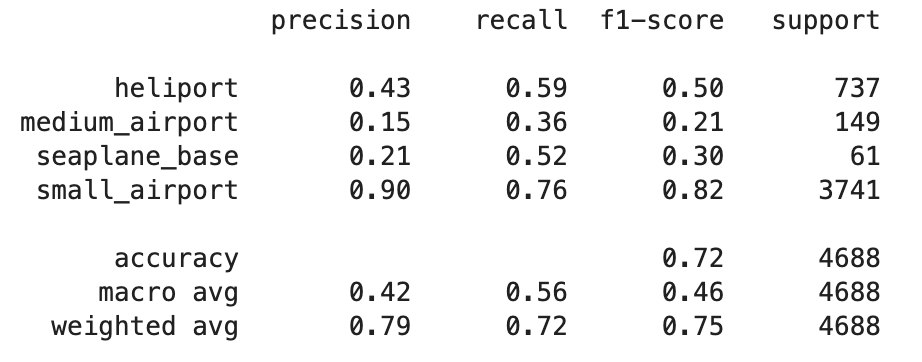 precision recall f1-score support
heliport 0.43 0.59 0.50 737
medium_airport 0.15 0.36 0.21 149
seaplane_base 0.21 0.52 0.30 61
small_airport 0.90 0.76 0.82 3741
accuracy 0.72 4688
macro avg 0.42 0.56 0.46 4688
weighted avg 0.79 0.72 0.75 4688